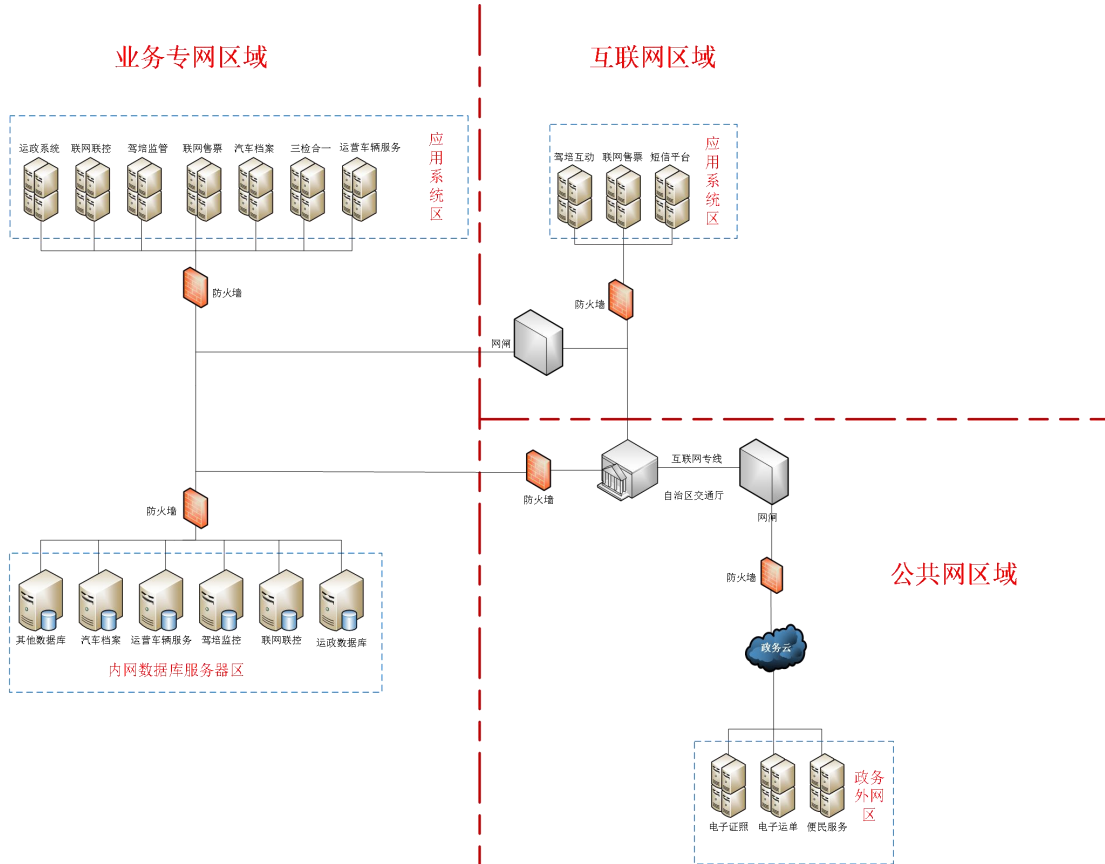 业务专网区域
互联网区域
运政系统
联网联控
驾培监管
联网售票
汽车档案
三检合一
运营车辆服务
应用系统区
驾培互动
联网售票
短信平台
应用系统区
防火墙
防火墙
网闸
防火墙
互联网专线
自治区交通厅
网闸
防火墙
防火墙
公共网区域
政务云
其他数据库
汽车档案
运营车辆服务
驾培监控
联网联控
运政数据库
内网数据库服务器区
电子证照
电子运单
便民服务
政务
外网
区